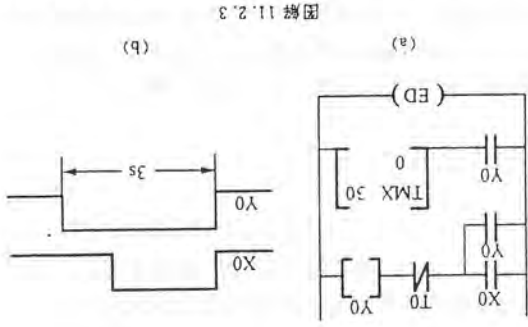 X0 T0 Y0
Y0
Y0 TMX 30
0
( ED )
(a)
X0
Y0
3s
(b)
图解 11.2.3